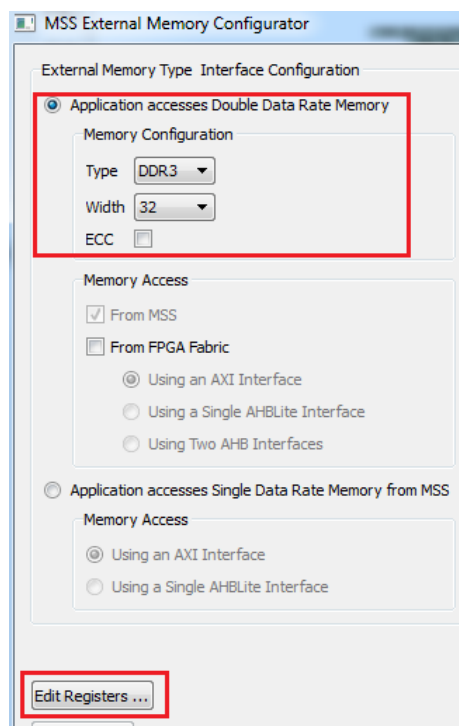 MSS External Memory Configurator
External Memory Type Interface Configuration
Application accesses Double Data Rate Memory
Memory Configuration
Type DDR3
Width 32
ECC
Memory Access
From MSS
From FPGA Fabric
Using an AXI Interface
Using a Single AHBLite Interface
Using Two AHB Interfaces
Application accesses Single Data Rate Memory from MSS
Memory Access
Using an AXI Interface
Using a Single AHBLite Interface
Edit Registers ...